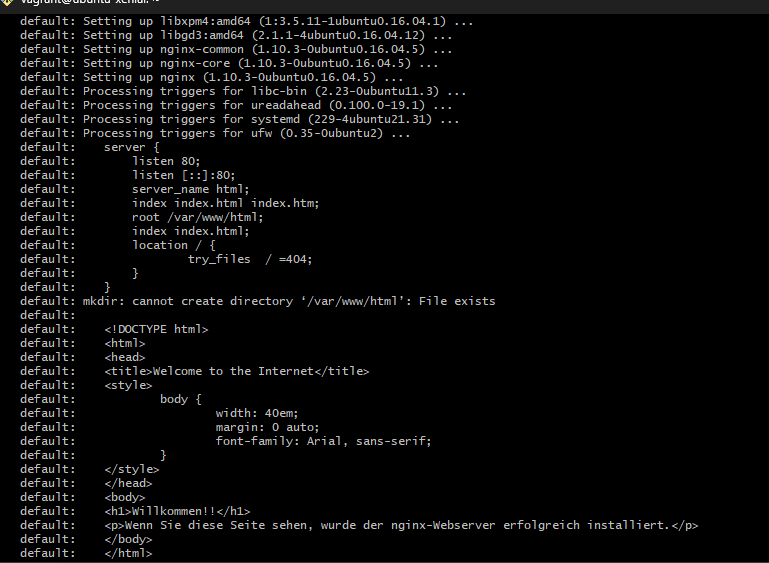 vagrant@ubuntu-xenial: ~
default: Setting up libxpm4:amd64 (1:3.5.11-1ubuntu0.16.04.1) ...
default: Setting up libgd3:amd64 (2.1.1-4ubuntu0.16.04.12) ...
default: Setting up nginx-common (1.10.3-0ubuntu0.16.04.5) ...
default: Setting up nginx-core (1.10.3-0ubuntu0.16.04.5) ...
default: Setting up nginx (1.10.3-0ubuntu0.16.04.5) ...
default: Processing triggers for libc-bin (2.23-0ubuntu11.3) ...
default: Processing triggers for ureadahead (0.100.0-19.1) ...
default: Processing triggers for systemd (229-4ubuntu21.31) ...
default: Processing triggers for ufw (0.35-0ubuntu2) ...
default:    server {
default:        listen 80;
default:        listen [::]:80;
default:        server_name html;
default:        index index.html index.htm;
default:        root /var/www/html;
default:        index index.html;
default:        location / {
default:                try_files  / =404;
default:        }
default:    }
default: mkdir: cannot create directory ‘/var/www/html’: File exists
default:
default:    <!DOCTYPE html>
default:    <html>
default:    <head>
default:    <title>Welcome to the Internet</title>
default:    <style>
default:            body {
default:                    width: 40em;
default:                    margin: 0 auto;
default:                    font-family: Arial, sans-serif;
default:            }
default:    </style>
default:    </head>
default:    <body>
default:    <h1>Willkommen!!</h1>
default:    <p>Wenn Sie diese Seite sehen, wurde der nginx-Webserver erfolgreich installiert.</p>
default:    </body>
default:    </html>